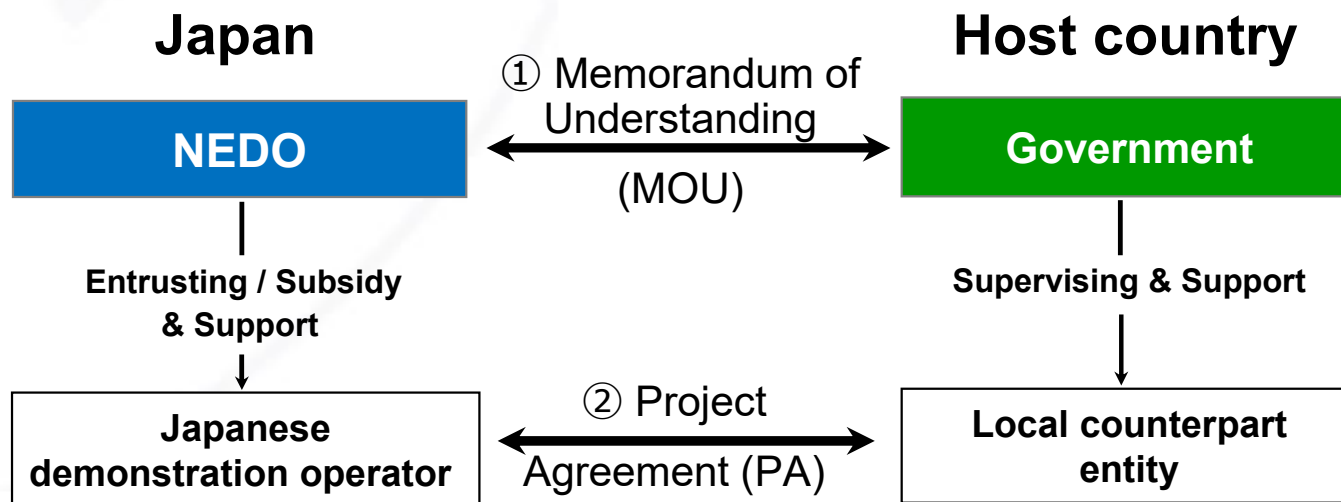 Japan
Host country
① Memorandum of
Understanding
(MOU)
NEDO
Government
Entrusting / Subsidy
& Support
Supervising & Support
Japanese
demonstration operator
② Project
Agreement (PA)
Local counterpart
entity